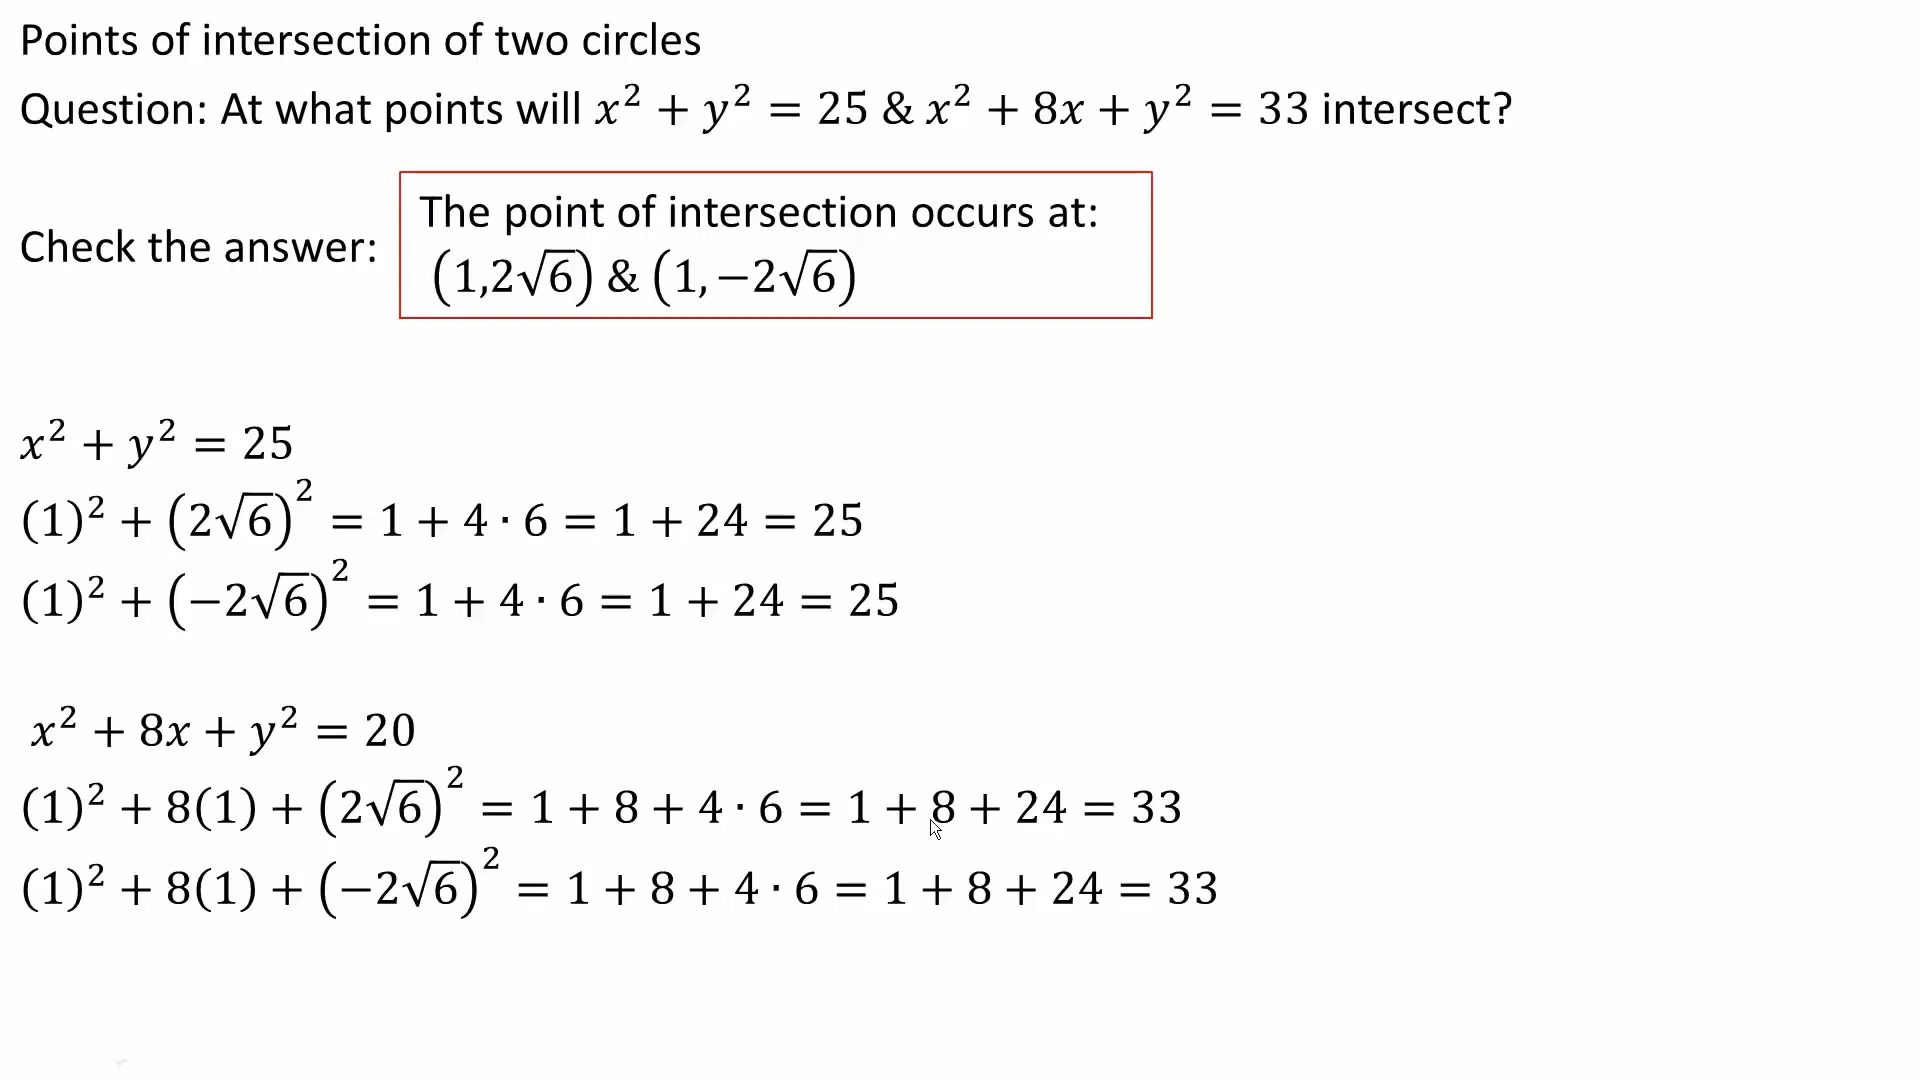 Points of intersection of two circles
Question: At what points will x² + y² = 25 & x² + 8x + y² = 33 intersect?
The point of intersection occurs at:
Check the answer:
(1,2√6) & (1, −2√6)
x² + y² = 25
(1)² + (2√6)² = 1 + 4 · 6 = 1 + 24 = 25
(1)² + (−2√6)² = 1 + 4 · 6 = 1 + 24 = 25
x² + 8x + y² = 20
(1)² + 8(1) + (2√6)² = 1 + 8 + 4 · 6 = 1 + 8 + 24 = 33
(1)² + 8(1) + (−2√6)² = 1 + 8 + 4 · 6 = 1 + 8 + 24 = 33